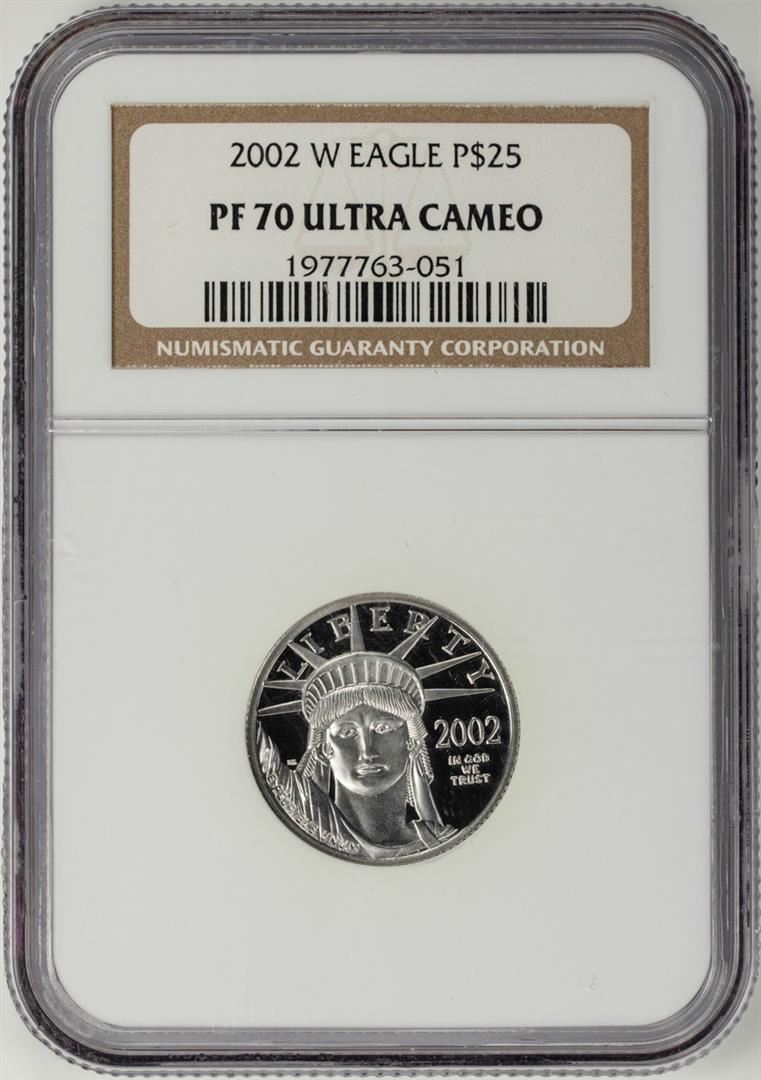 2002 W EAGLE P$25
PF 70 ULTRA CAMEO
1977763-051
NUMISMATIC GUARANTY CORPORATION
LIBERTY
2002
IN GOD
WE
TRUST